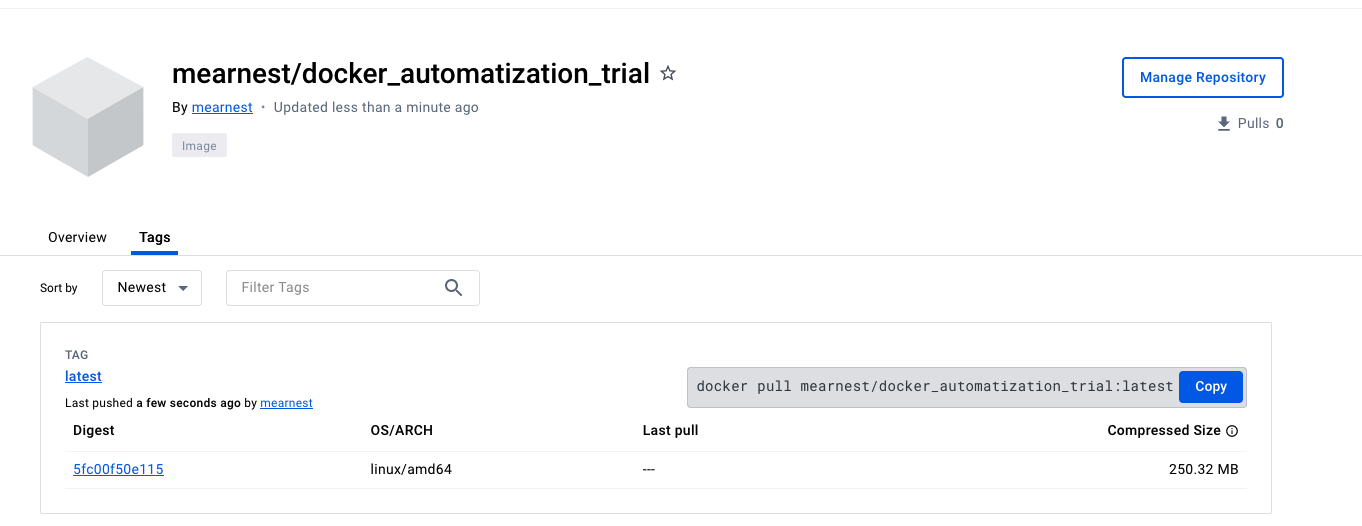 mearnest/docker_automatization_trial
By mearnest • Updated less than a minute ago
Image
Manage Repository
Pulls 0
Overview Tags
Sort by Newest Filter Tags
TAG
latest
Last pushed a few seconds ago by mearnest
docker pull mearnest/docker_automatization_trial:latest Copy
Digest OS/ARCH Last pull Compressed Size
5fc00f50e115 linux/amd64 --- 250.32 MB